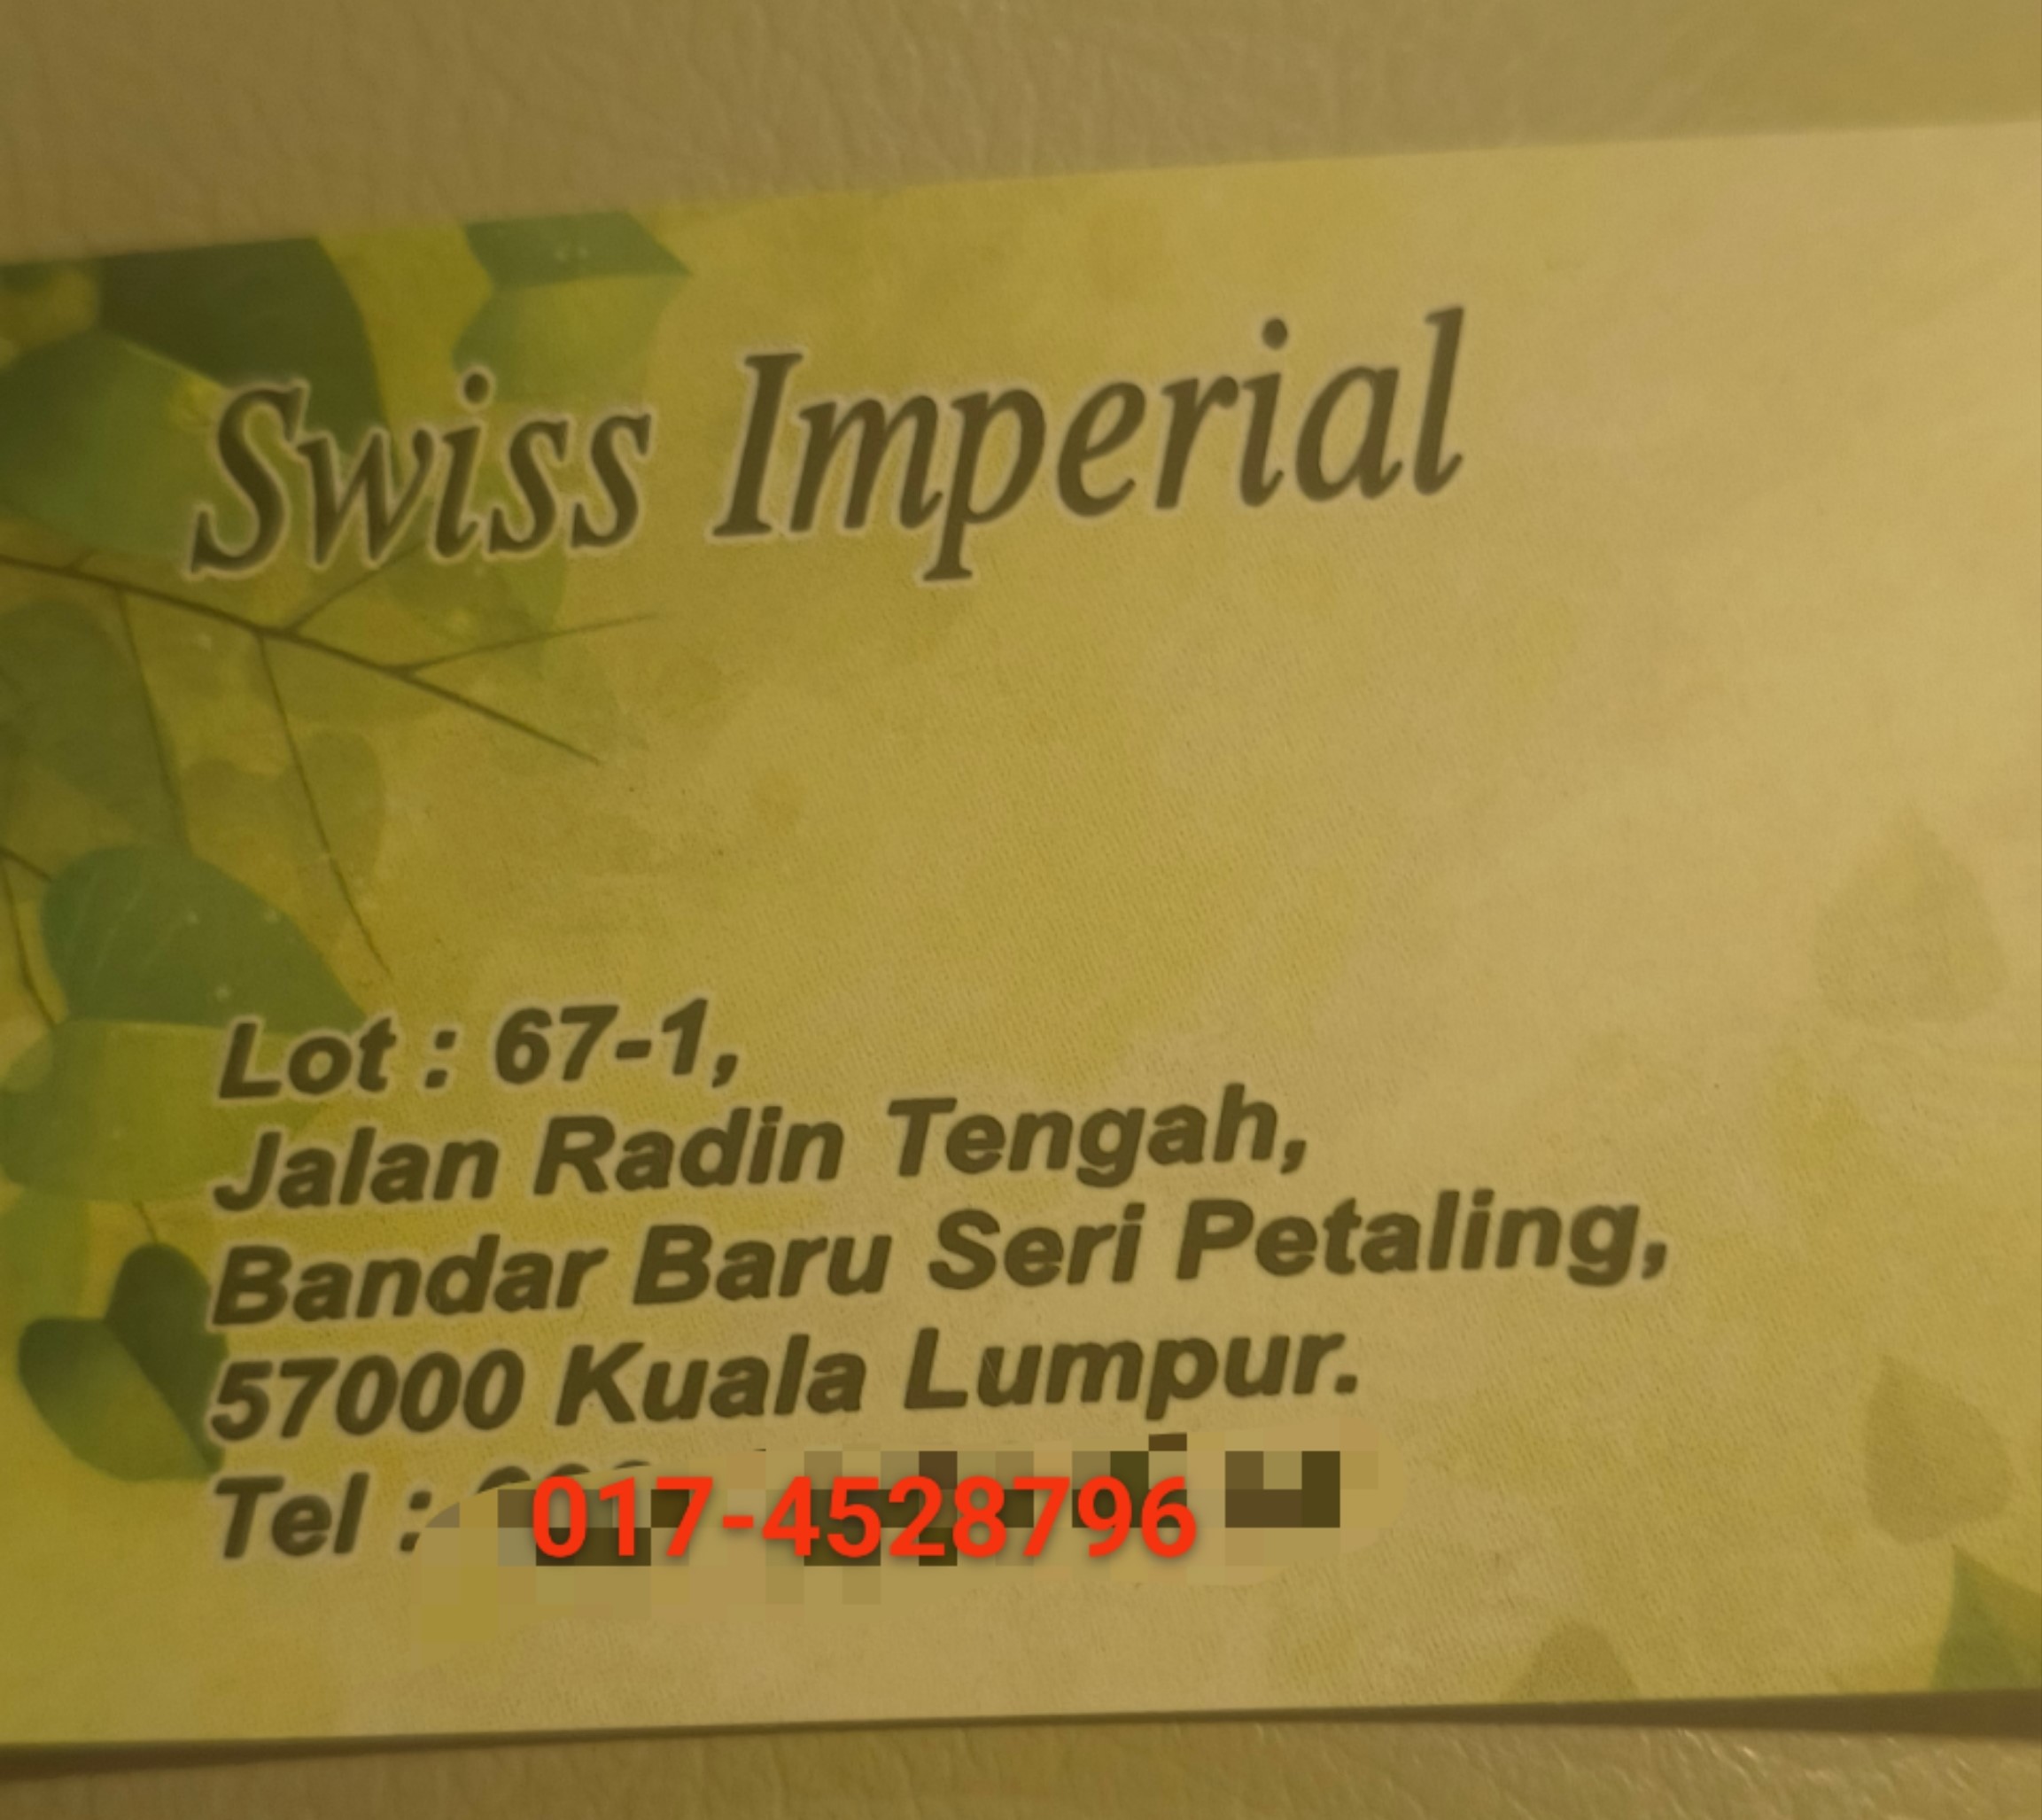 Swiss Imperial
Lot : 67-1,
Jalan Radin Tengah,
Bandar Baru Seri Petaling,
57000 Kuala Lumpur.
Tel : 017-4528796